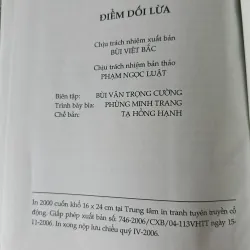 ĐIỀM DỐI LỪA
Chịu trách nhiệm xuất bản
BÙI VIỆT BẮC
Chịu trách nhiệm bản thảo
PHẠM NGỌC LUẬT
Biên tập: BÙI VĂN TRỌNG CƯỜNG
Trình bày bìa: PHÙNG MINH TRANG
Chế bản: TẠ HỒNG HẠNH
In 2000 cuốn khổ 16 x 24 cm tại Trung tâm in tranh tuyên truyền cổ
động. Giấp phép xuất bản số: 746-2006/CXB/04-113VHTT ngày 15-
11-2006. In xong nộp lưu chiểu quý IV-2006.